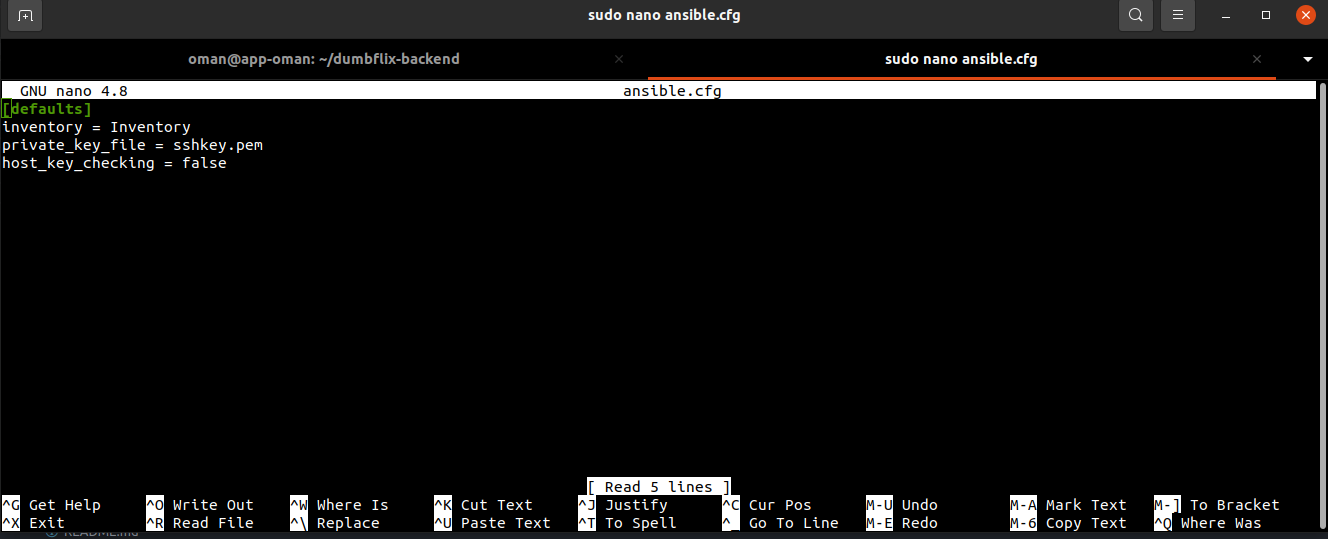 sudo nano ansible.cfg
oman@app-oman: ~/dumbflix-backend × sudo nano ansible.cfg ×
GNU nano 4.8 ansible.cfg
[defaults]
inventory = Inventory
private_key_file = sshkey.pem
host_key_checking = false
[ Read 5 lines ]
^G Get Help ^O Write Out ^W Where Is ^K Cut Text ^J Justify ^C Cur Pos M-U Undo M-A Mark Text M-] To Bracket
^X Exit ^R Read File ^\ Replace ^U Paste Text ^T To Spell ^_ Go To Line M-E Redo M-6 Copy Text ^Q Where Was
README.md